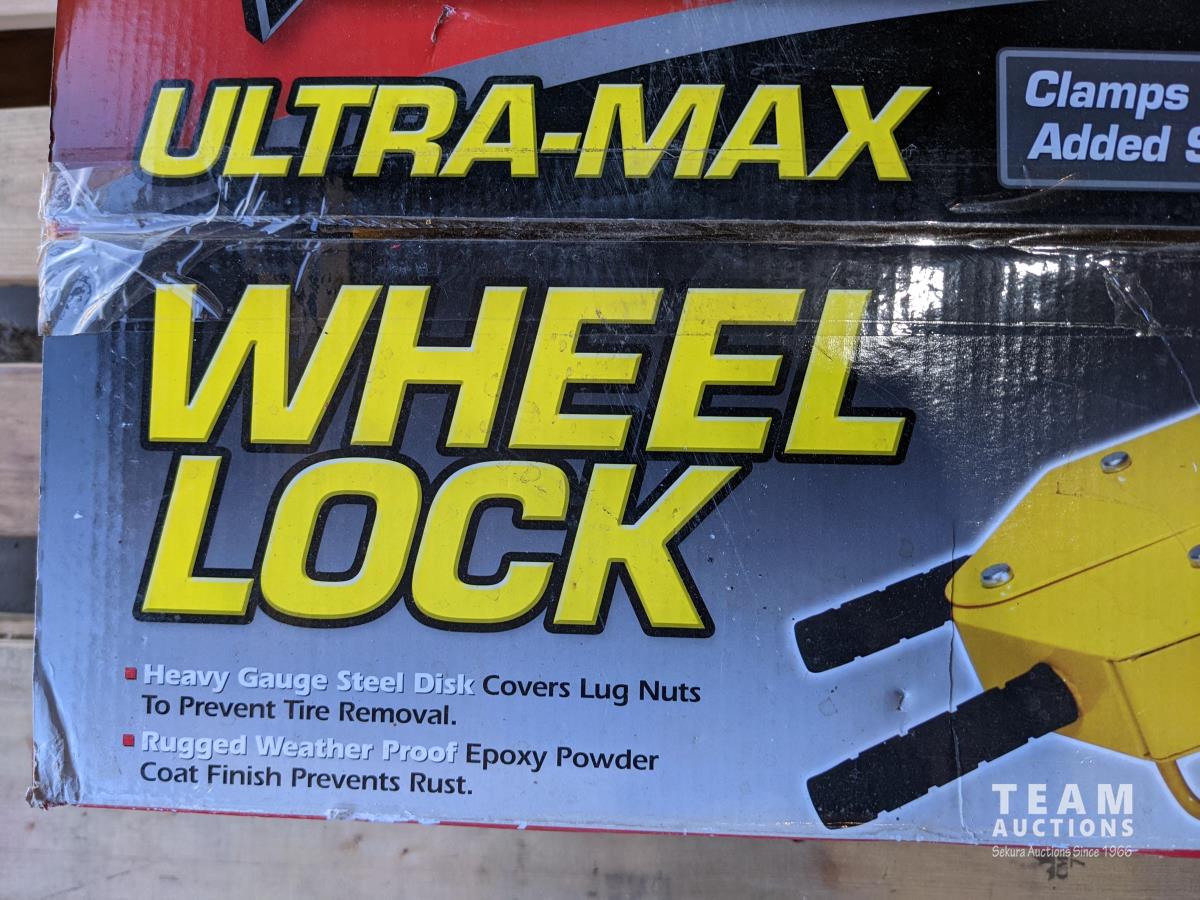 ULTRA-MAX
Clamps
Added
WHEEL
LOCK
Heavy Gauge Steel Disk Covers Lug Nuts
To Prevent Tire Removal.
Rugged Weather Proof Epoxy Powder
Coat Finish Prevents Rust.
TEAM
AUCTIONS
Sekura Auctions Since 1966